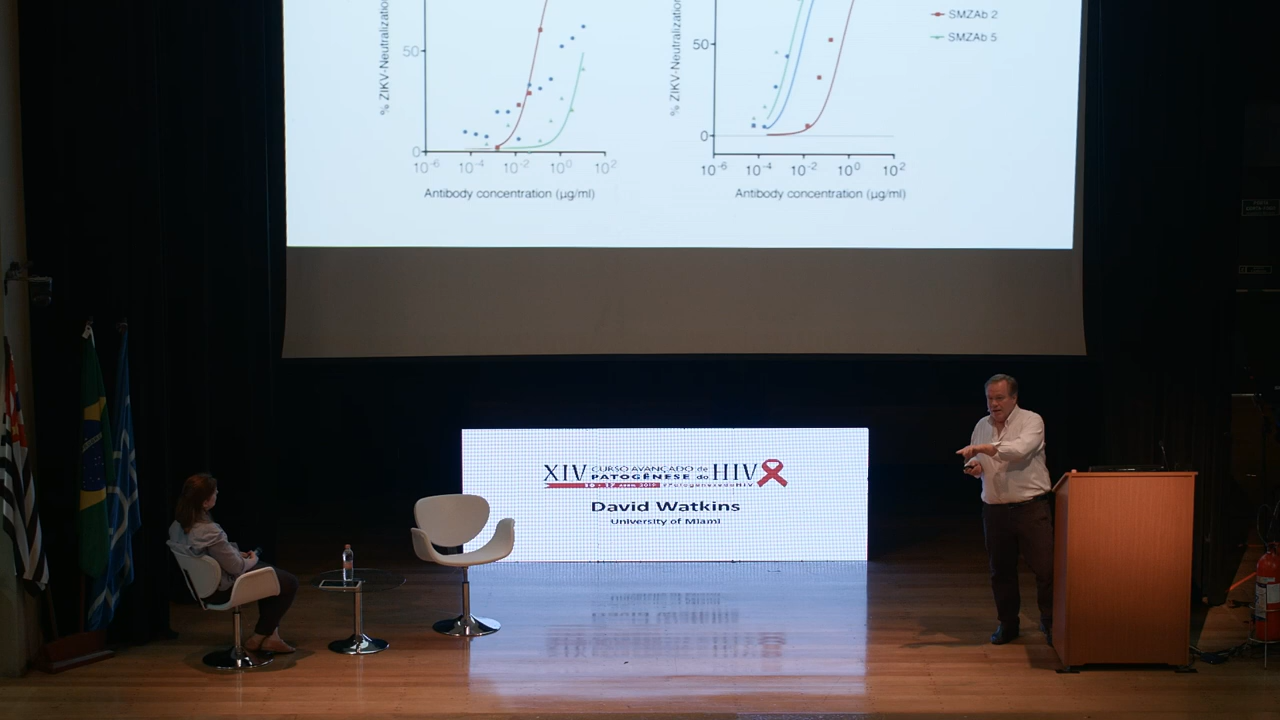 % ZIKV-Neutralization
50
0
10-6
10-4
10-2
100
102
Antibody concentration (µg/ml)
% ZIKV-Neutralization
50
0
10-6
10-4
10-2
100
102
Antibody concentration (µg/ml)
SMZAb 2
SMZAb 5
XIV CURSO AVANÇADO de PATOGÊNESE do HIV
David Watkins
University of Miami